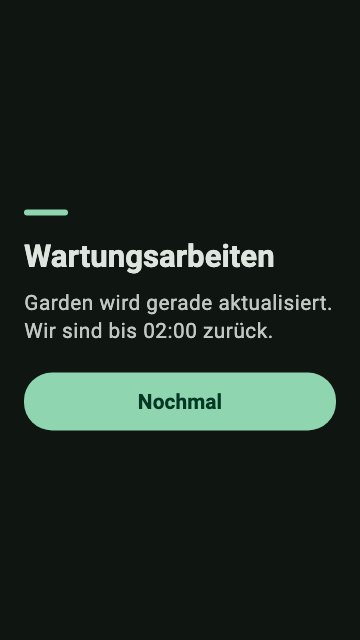 Wartungsarbeiten
Garden wird gerade aktualisiert.
Wir sind bis 02:00 zurück.
Nochmal